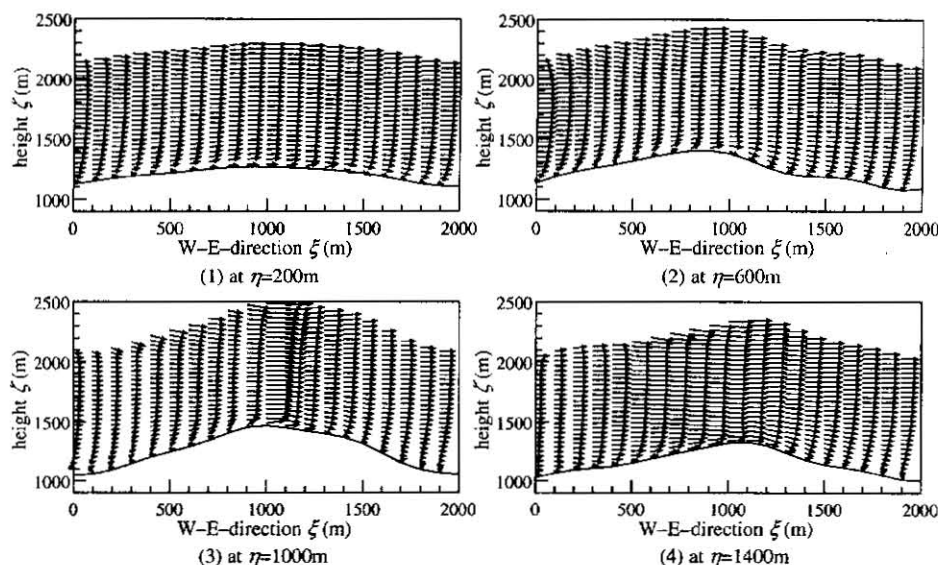 2500
2000
1500
1000
height ζ (m)
0 500 1000 1500 2000
W–E–direction ξ (m)
(1) at η=200m
2500
2000
1500
1000
height ζ (m)
0 500 1000 1500 2000
W–E–direction ξ (m)
(2) at η=600m
2500
2000
1500
1000
height ζ (m)
0 500 1000 1500 2000
W–E–direction ξ (m)
(3) at η=1000m
2500
2000
1500
1000
height ζ (m)
0 500 1000 1500 2000
W–E–direction ξ (m)
(4) at η=1400m